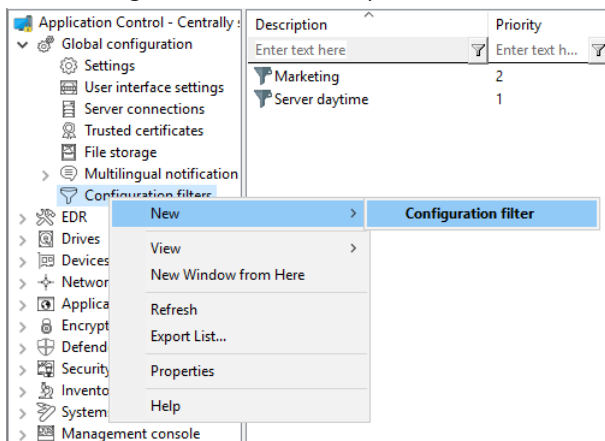 Application Control - Centrally
Description
Priority
Enter text here
Enter text h...
Global configuration
Settings
User interface settings
Server connections
Trusted certificates
File storage
Multilingual notification
Configuration filters
EDR
Drives
Devices
Networ
Applica
Encrypt
Defend
Security
Invento
System
Management console
Marketing
2
Server daytime
1
New
View
New Window from Here
Refresh
Export List...
Properties
Help
Configuration filter